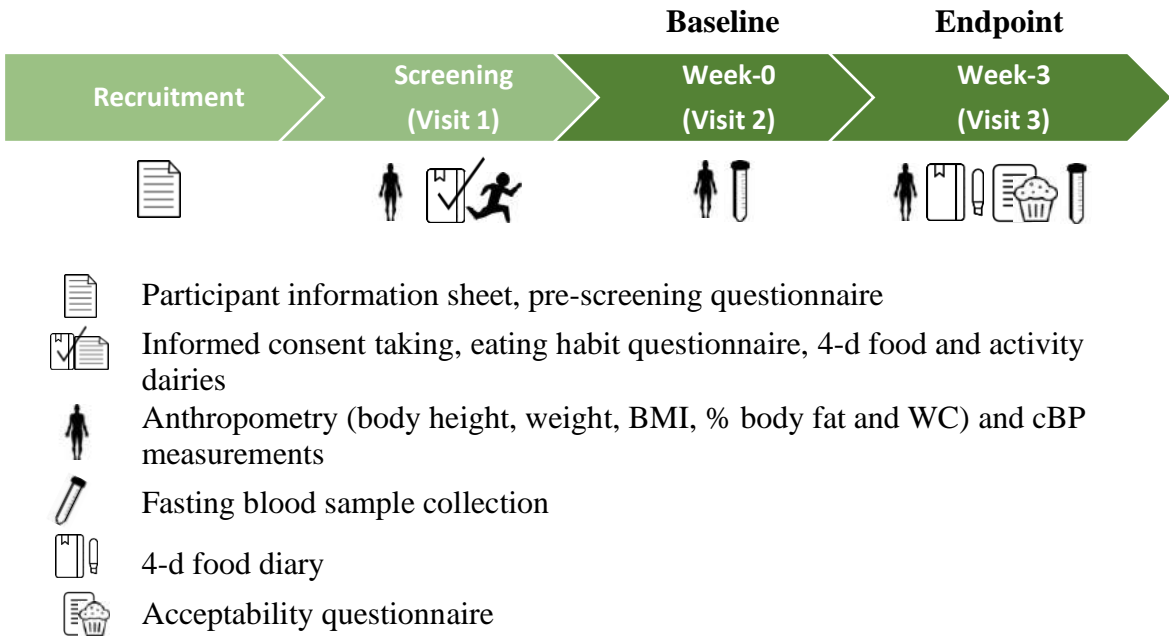 Baseline
Endpoint
Recruitment
Screening
(Visit 1)
Week-0
(Visit 2)
Week-3
(Visit 3)
Participant information sheet, pre-screening questionnaire
Informed consent taking, eating habit questionnaire, 4-d food and activity
dairies
Anthropometry (body height, weight, BMI, % body fat and WC) and cBP
measurements
Fasting blood sample collection
4-d food diary
Acceptability questionnaire